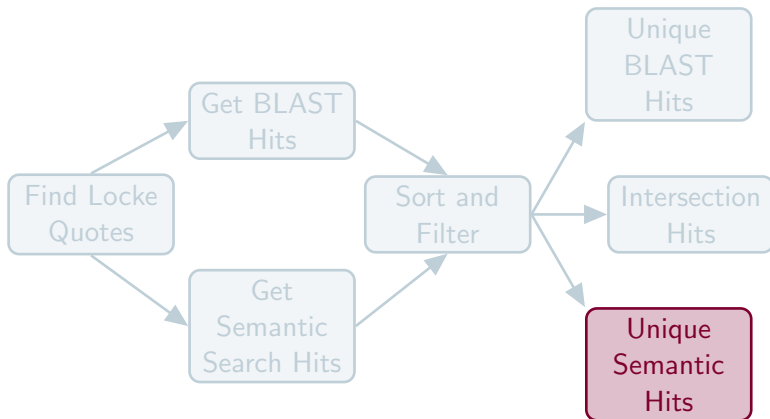 Find Locke
Quotes
Get BLAST
Hits
Get
Semantic
Search Hits
Sort and
Filter
Unique
BLAST
Hits
Intersection
Hits
Unique
Semantic
Hits